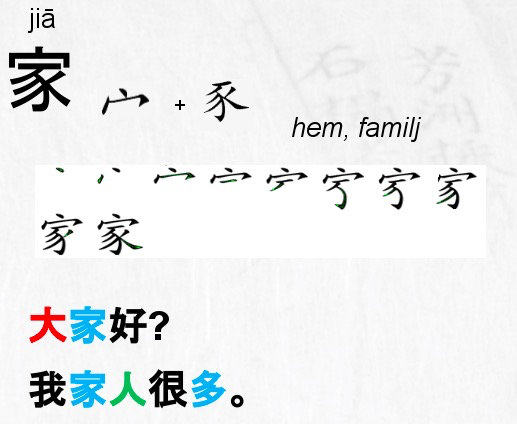 jiā
家 宀 + 豕
hem, familj
大家好?
我家人很多。